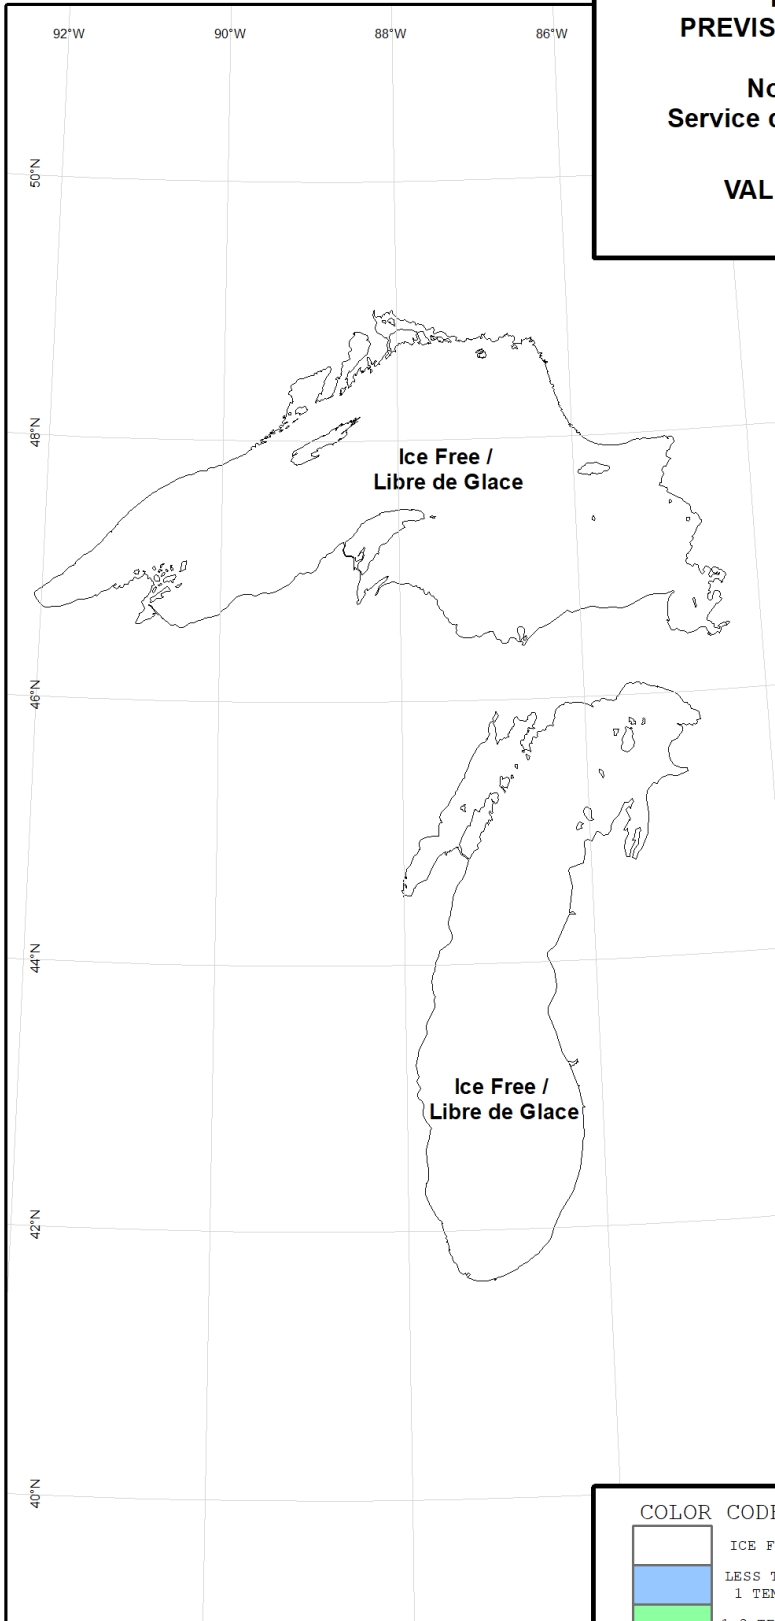 92°W 90°W 88°W 86°W
PREVIS
No
Service d
VAL
50°N
48°N
Ice Free /
Libre de Glace
46°N
44°N
Ice Free /
Libre de Glace
42°N
40°N
COLOR CODE
ICE F
LESS T
1 TEN